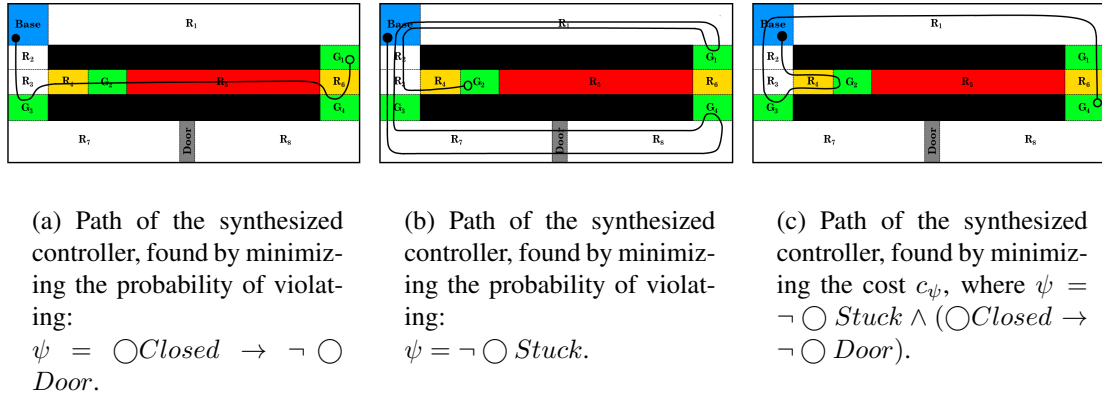 Base
R1
R2
G1
R3
R4
G2
R5
R6
G3
G4
R7
Door
R8
Base
R1
R2
G1
R3
R4
G2
R5
R6
G3
G4
R7
Door
R8
Base
R1
R2
G1
R3
R4
G2
R5
R6
G3
G4
R7
Door
R8
(a) Path of the synthesized
controller, found by minimiz-
ing the probability of violat-
ing:
ψ = ◯Closed → ¬ ◯
Door.
(b) Path of the synthesized
controller, found by minimiz-
ing the probability of violat-
ing:
ψ = ¬ ◯ Stuck.
(c) Path of the synthesized
controller, found by minimiz-
ing the cost cψ, where ψ =
¬ ◯ Stuck ∧ (◯Closed →
¬ ◯ Door).